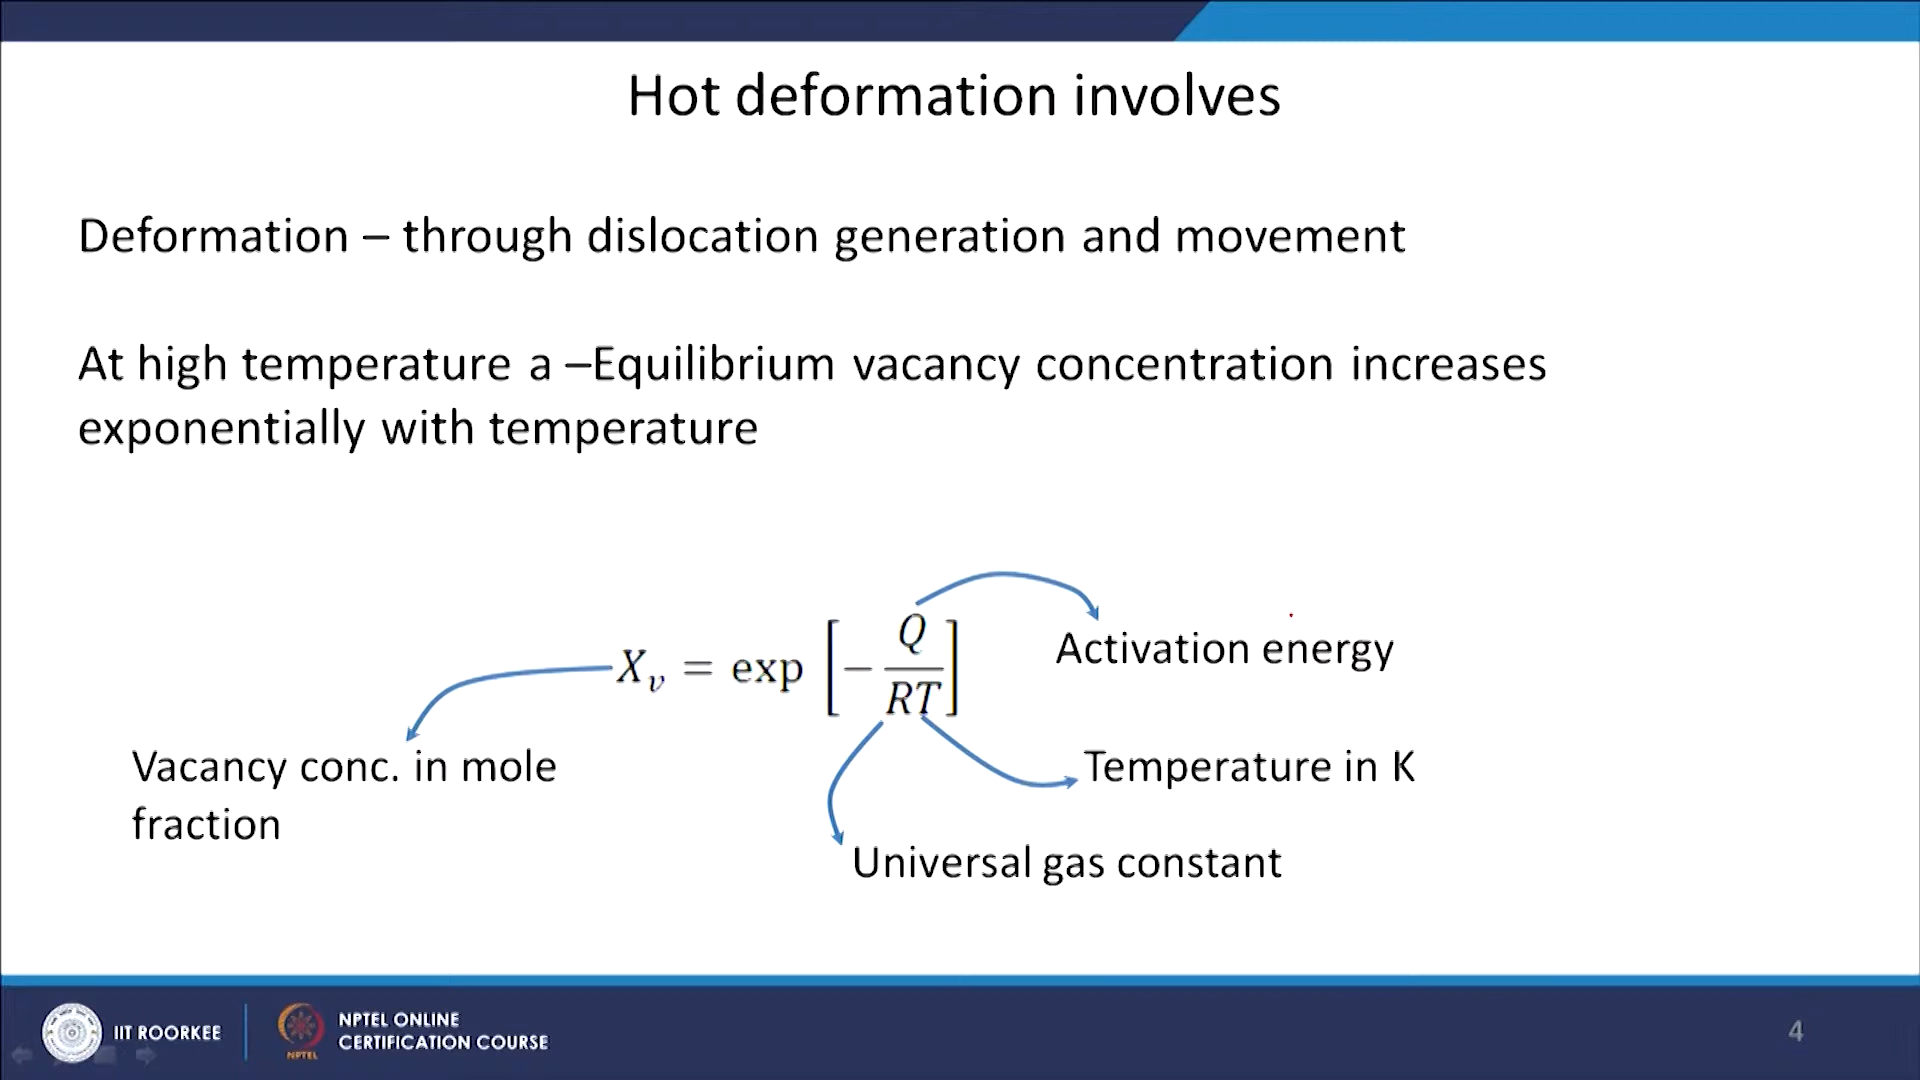 Hot deformation involves
Deformation – through dislocation generation and movement
At high temperature a –Equilibrium vacancy concentration increases
exponentially with temperature
X_v = exp [− Q/RT]
Activation energy
Vacancy conc. in mole
fraction
Temperature in K
Universal gas constant
IIT ROORKEE
NPTEL
NPTEL ONLINE
CERTIFICATION COURSE
4